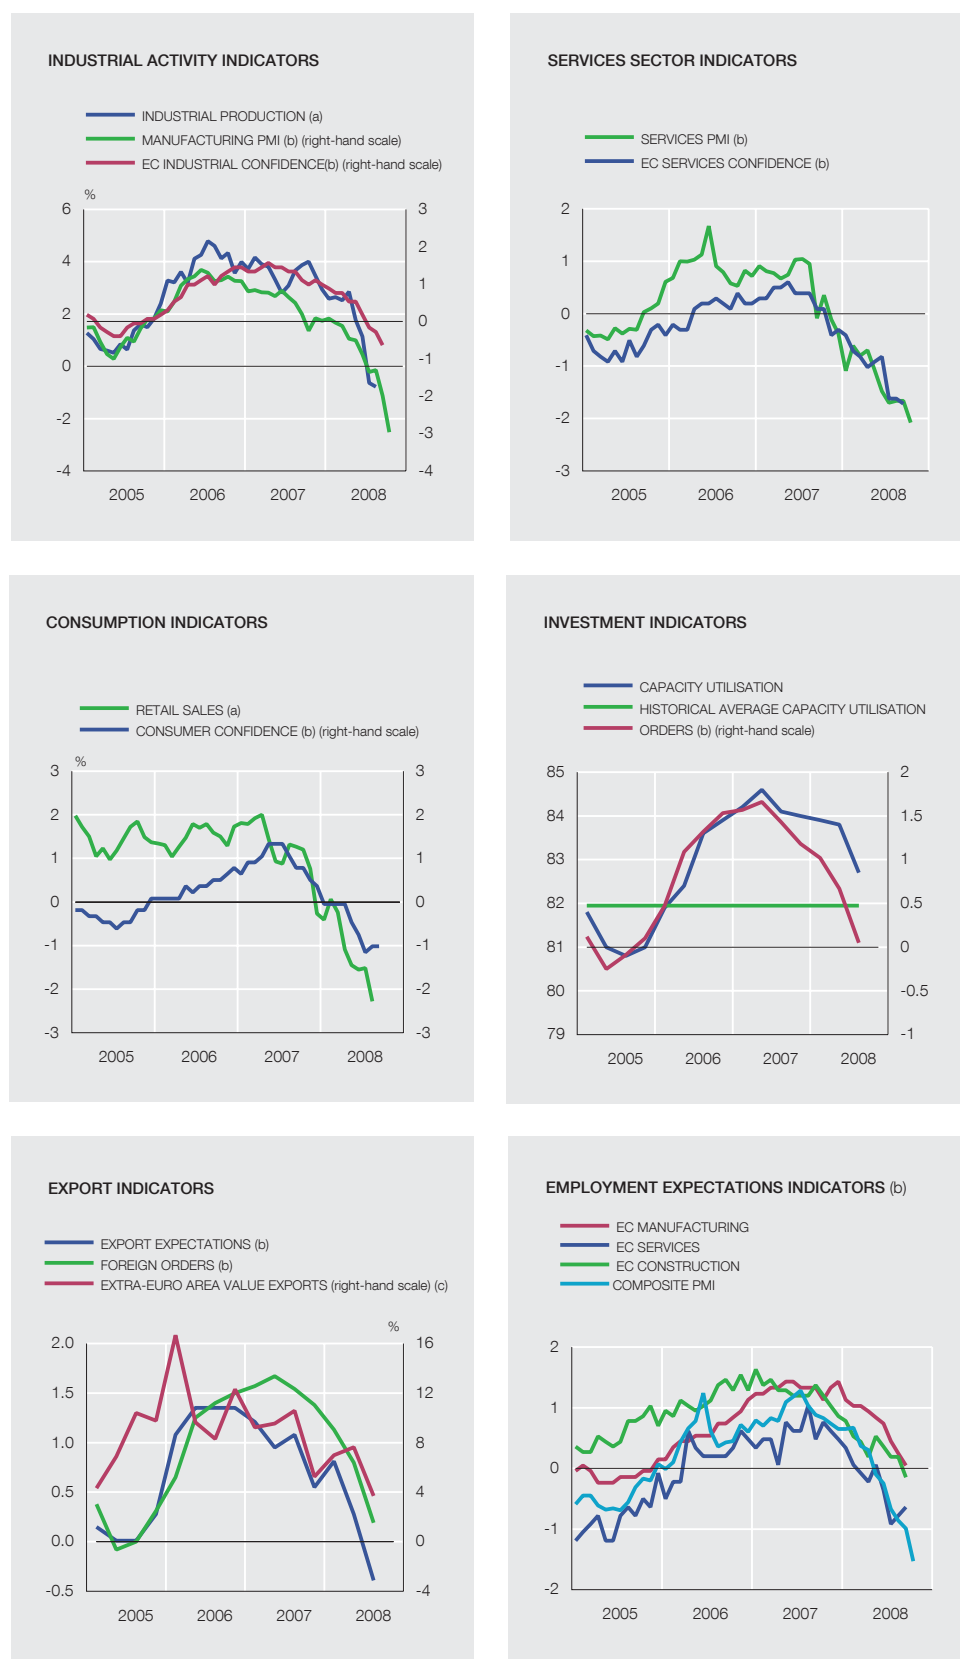 INDUSTRIAL ACTIVITY INDICATORS
INDUSTRIAL PRODUCTION (a)
MANUFACTURING PMI (b) (right-hand scale)
EC INDUSTRIAL CONFIDENCE(b) (right-hand scale)
%
6 3
4 2
2 1
0 0
-2 -1
-4 -2
-3
-4
2005 2006 2007 2008
SERVICES SECTOR INDICATORS
SERVICES PMI (b)
EC SERVICES CONFIDENCE (b)
2
1
0
-1
-2
-3
2005 2006 2007 2008
CONSUMPTION INDICATORS
RETAIL SALES (a)
CONSUMER CONFIDENCE (b) (right-hand scale)
%
3 3
2 2
1 1
0 0
-1 -1
-2 -2
-3 -3
2005 2006 2007 2008
INVESTMENT INDICATORS
CAPACITY UTILISATION
HISTORICAL AVERAGE CAPACITY UTILISATION
ORDERS (b) (right-hand scale)
85 2
84 1.5
83 1
82 0.5
81 0
80 -0.5
79 -1
2005 2006 2007 2008
EXPORT INDICATORS
EXPORT EXPECTATIONS (b)
FOREIGN ORDERS (b)
EXTRA-EURO AREA VALUE EXPORTS (right-hand scale) (c)
%
2.0 16
1.5 12
1.0 8
0.5 4
0.0 0
-0.5 -4
2005 2006 2007 2008
EMPLOYMENT EXPECTATIONS INDICATORS (b)
EC MANUFACTURING
EC SERVICES
EC CONSTRUCTION
COMPOSITE PMI
2
1
0
-1
-2
2005 2006 2007 2008